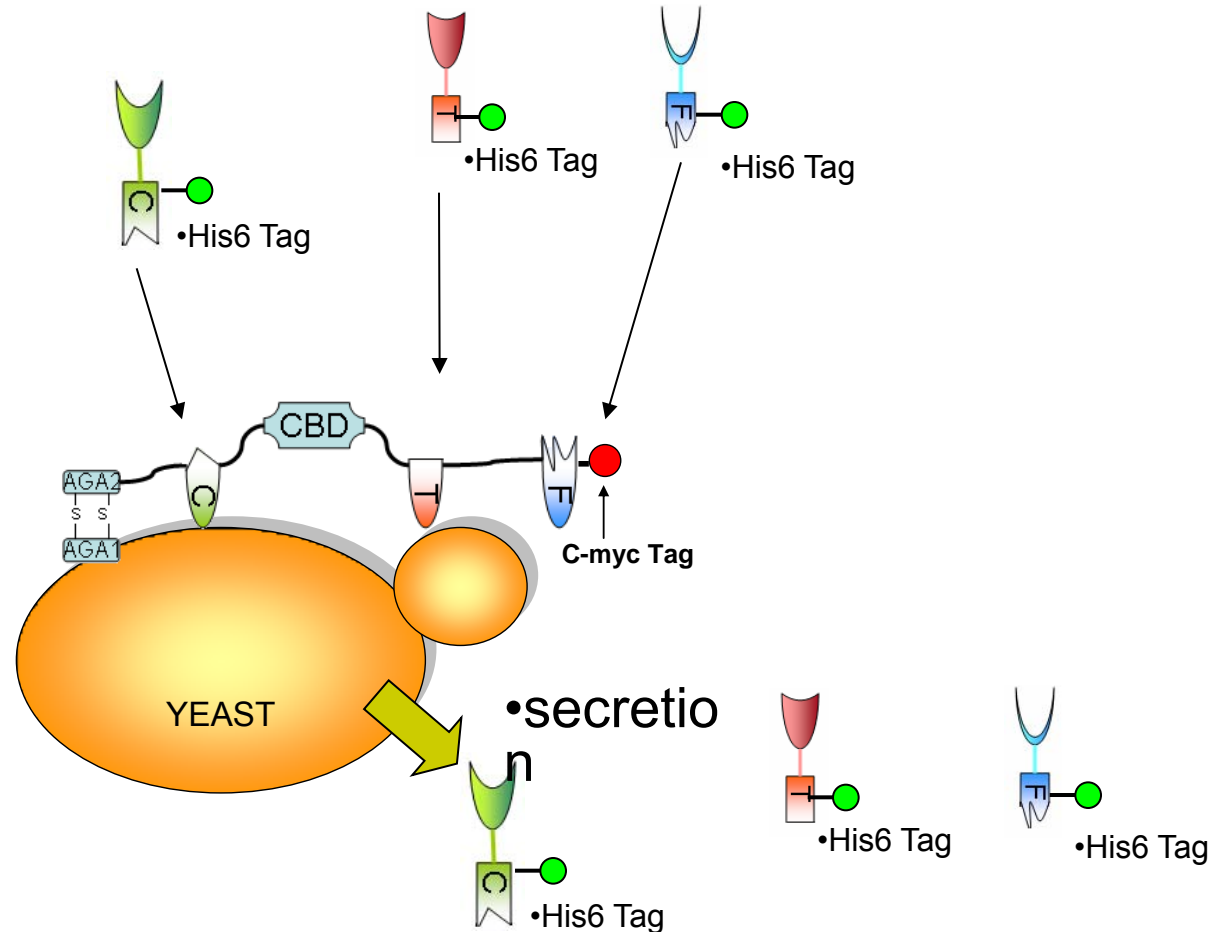 T
F
•His6 Tag
•His6 Tag
C
•His6 Tag
CBD
AGA2
C
T
F
S S
AGA1
C-myc Tag
YEAST
•secretio
n
T
•His6 Tag
F
•His6 Tag
C
•His6 Tag